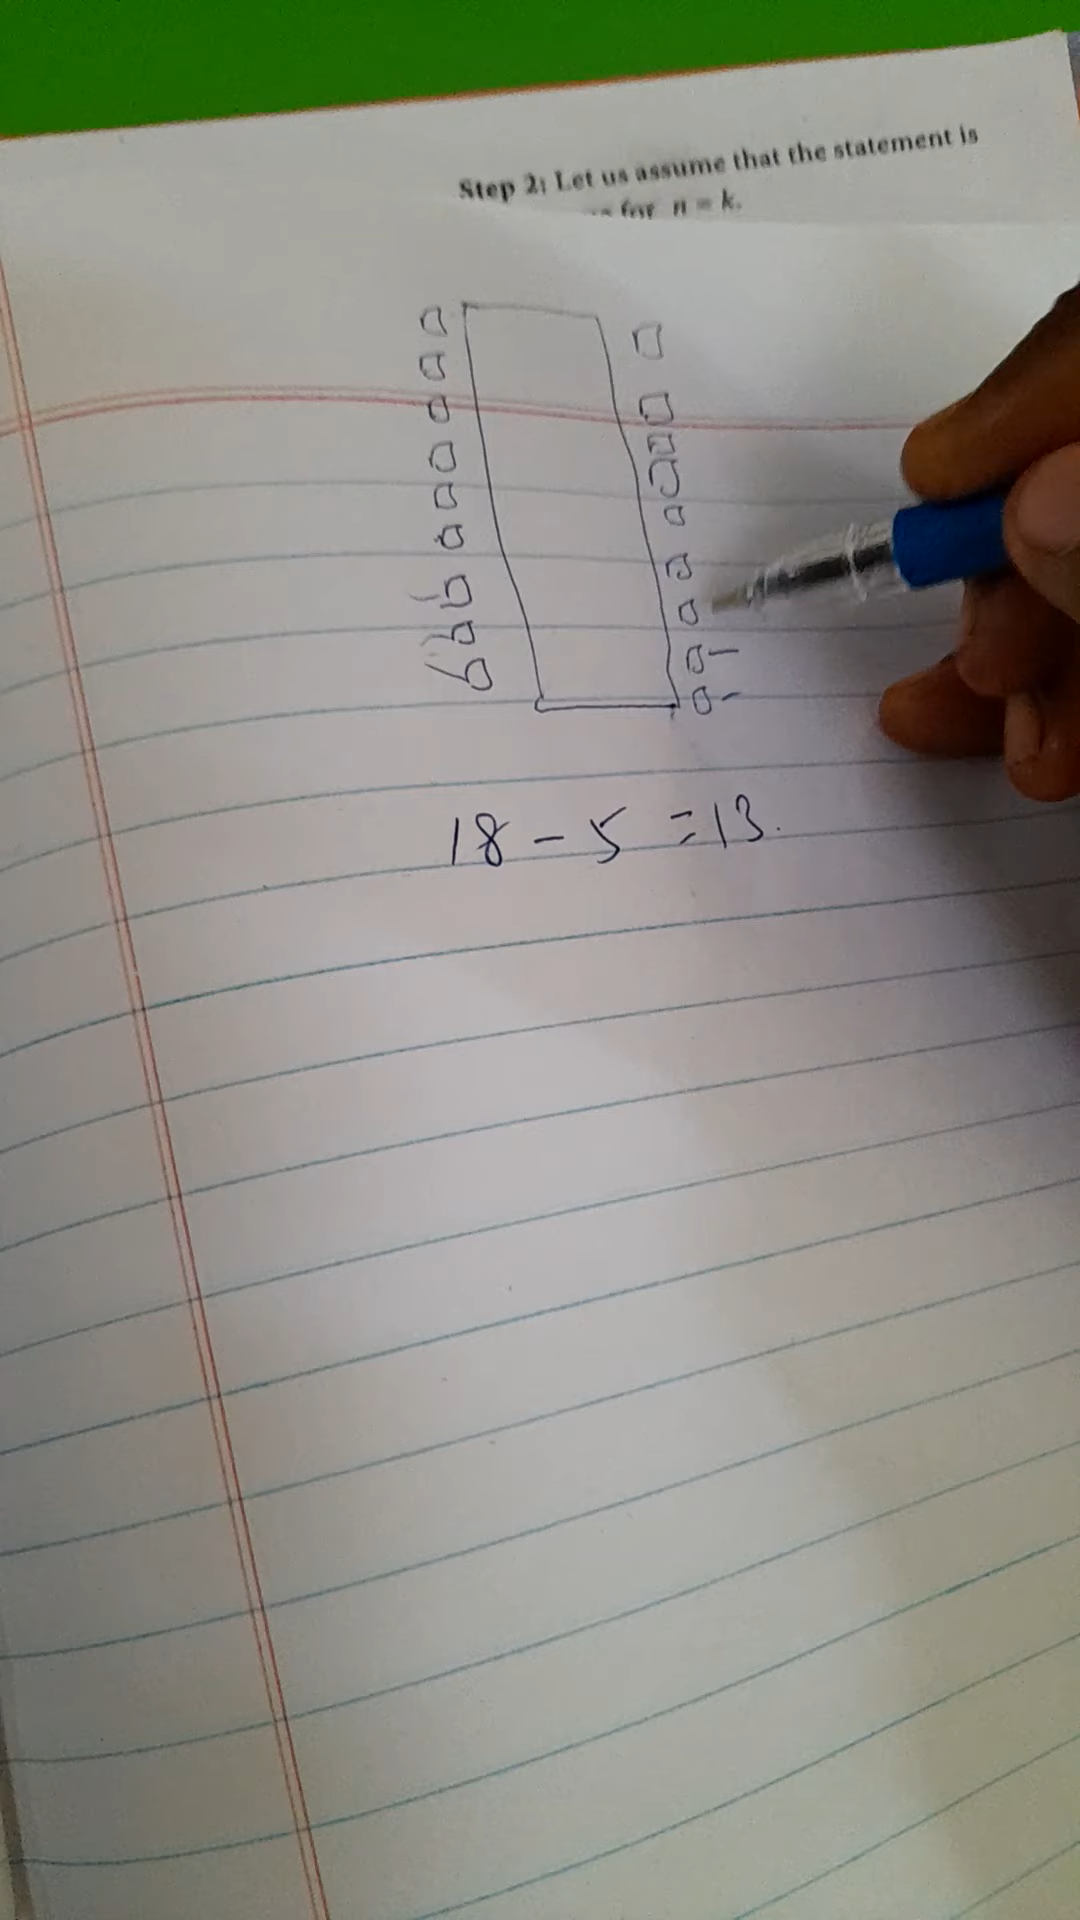 Step 2: Let us assume that the statement is
for n = k.
18 - 5 = 13.